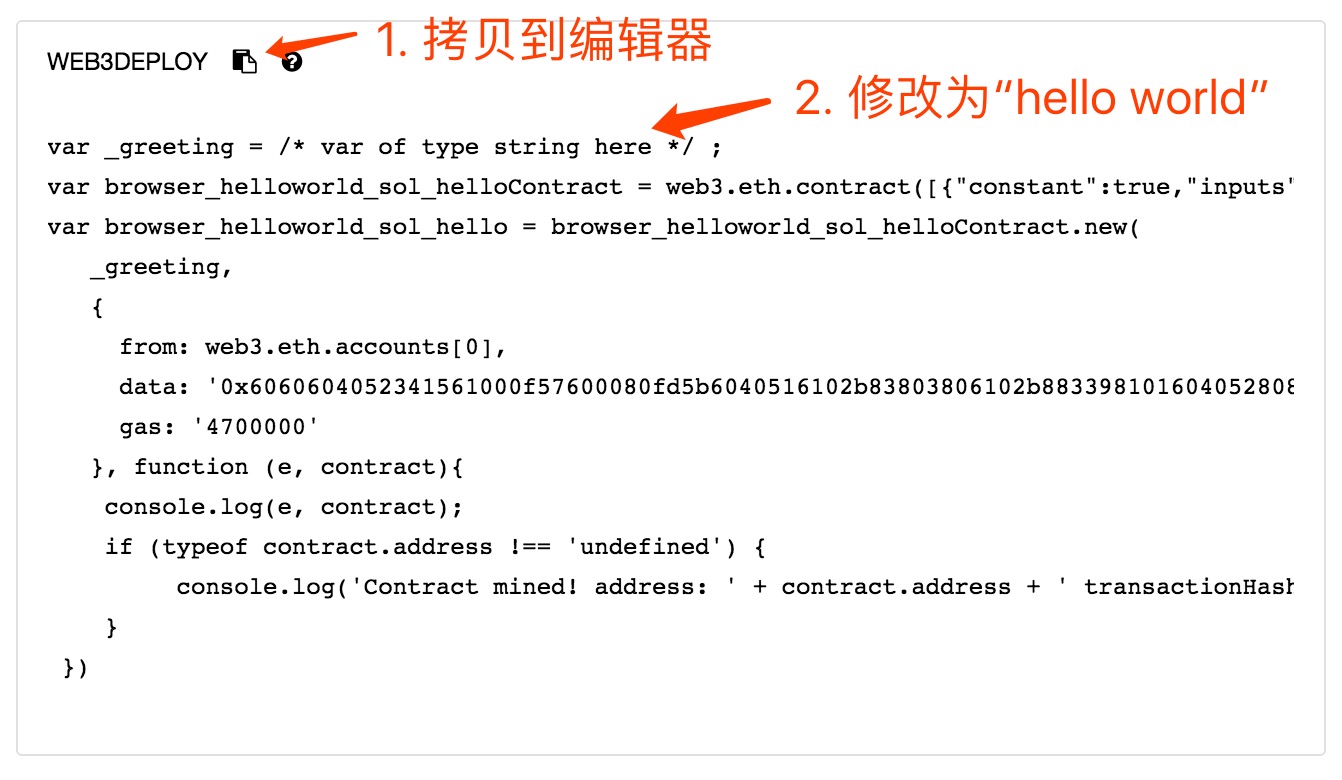 WEB3DEPLOY
1. 拷贝到编辑器
2. 修改为“hello world”
var _greeting = /* var of type string here */ ;
var browser_helloworld_sol_helloContract = web3.eth.contract([{"constant":true,"inputs"
var browser_helloworld_sol_hello = browser_helloworld_sol_helloContract.new(
_greeting,
{
from: web3.eth.accounts[0],
data: '0x6060604052341561000f57600080fd5b6040516102b83803806102b883398101604052808
gas: '4700000'
}, function (e, contract){
console.log(e, contract);
if (typeof contract.address !== 'undefined') {
console.log('Contract mined! address: ' + contract.address + ' transactionHash
}
})